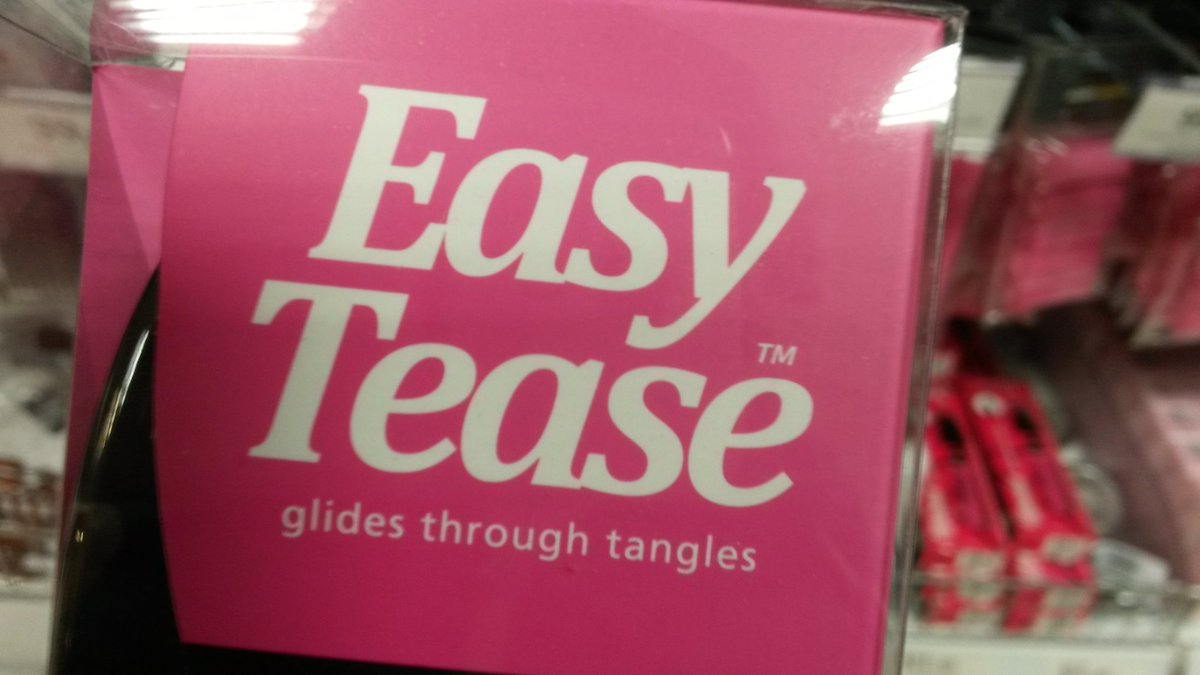 Easy
Tease™
glides through tangles